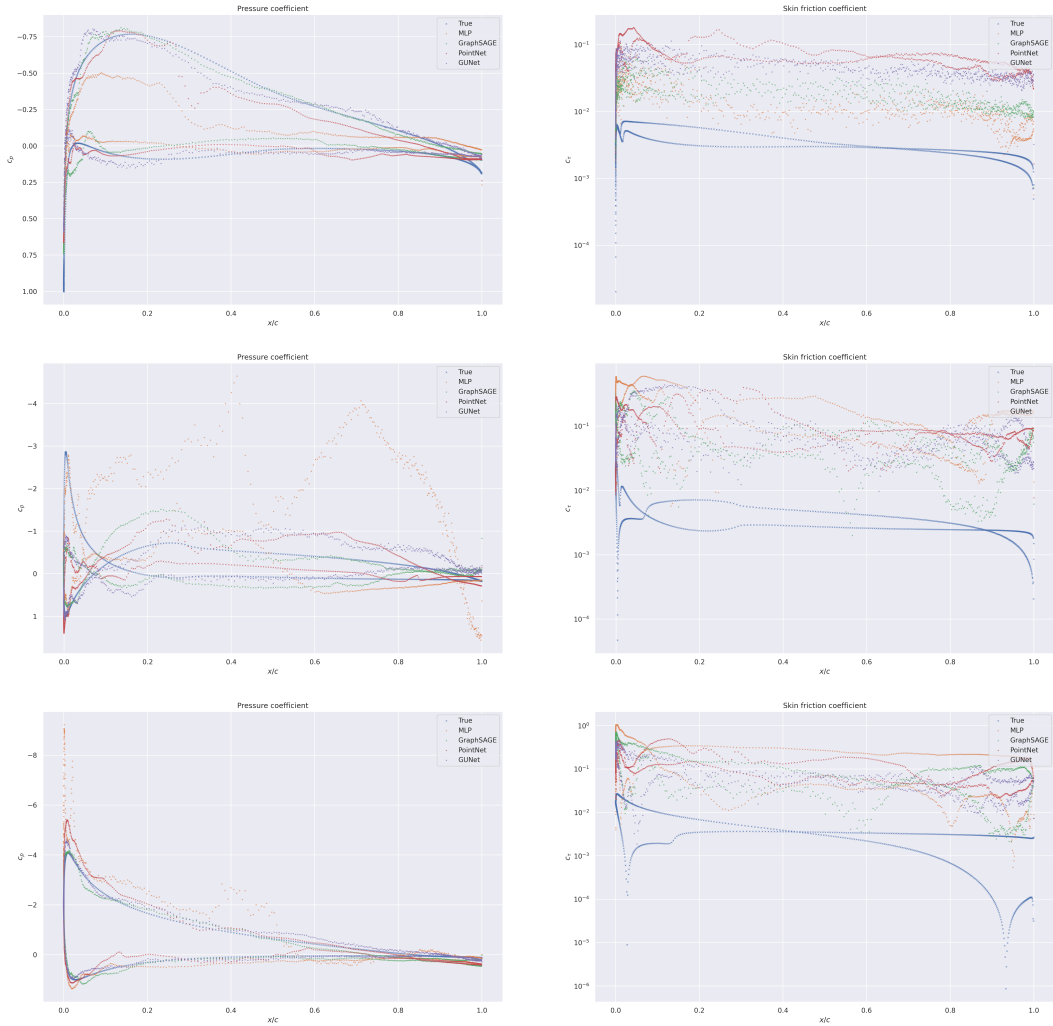 Pressure coefficient
−0.75
−0.50
−0.25
0.00
0.25
0.50
0.75
1.00
cₚ
0.0 0.2 0.4 0.6 0.8 1.0
x/c
True
MLP
GraphSAGE
PointNet
GUNet
Skin friction coefficient
10⁻¹
10⁻²
10⁻³
10⁻⁴
c_τ
0.0 0.2 0.4 0.6 0.8 1.0
x/c
True
MLP
GraphSAGE
PointNet
GUNet
Pressure coefficient
−4
−3
−2
−1
0
1
cₚ
0.0 0.2 0.4 0.6 0.8 1.0
x/c
True
MLP
GraphSAGE
PointNet
GUNet
Skin friction coefficient
10⁻¹
10⁻²
10⁻³
10⁻⁴
c_τ
0.0 0.2 0.4 0.6 0.8 1.0
x/c
True
MLP
GraphSAGE
PointNet
GUNet
Pressure coefficient
−8
−6
−4
−2
0
cₚ
0.0 0.2 0.4 0.6 0.8 1.0
x/c
True
MLP
GraphSAGE
PointNet
GUNet
Skin friction coefficient
10⁰
10⁻¹
10⁻²
10⁻³
10⁻⁴
10⁻⁵
10⁻⁶
c_τ
0.0 0.2 0.4 0.6 0.8 1.0
x/c
True
MLP
GraphSAGE
PointNet
GUNet